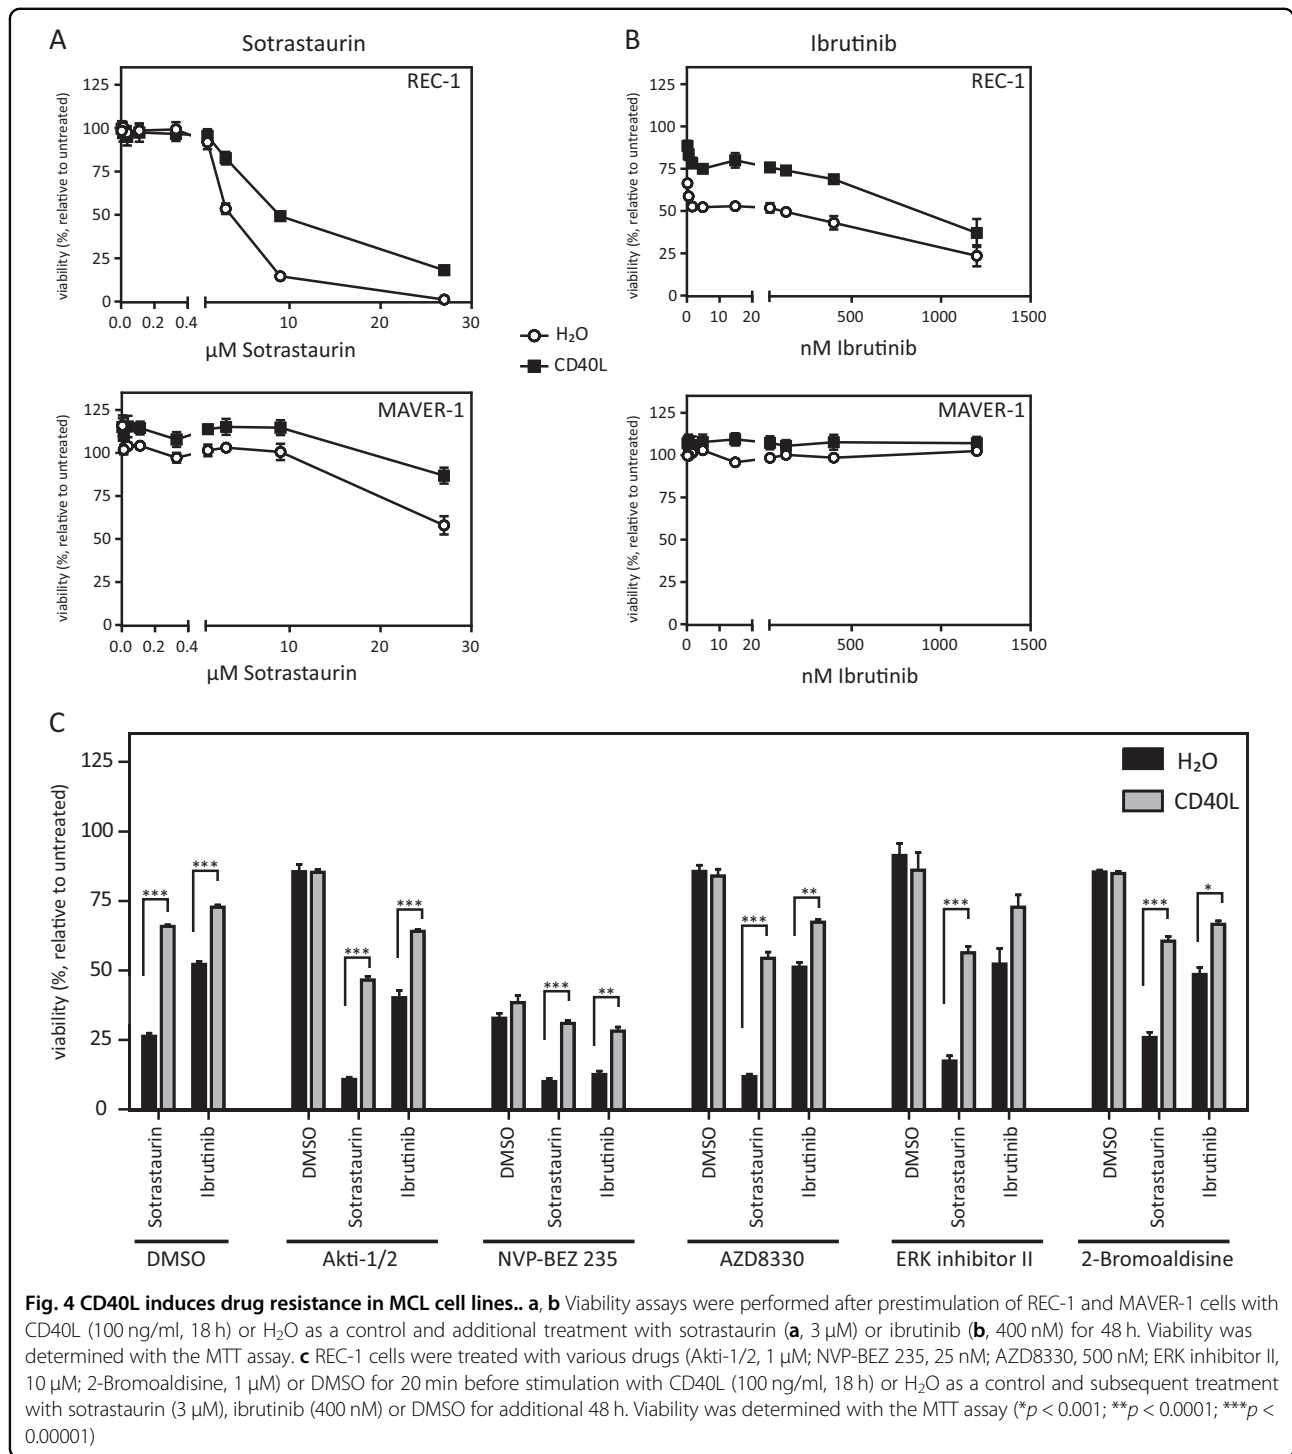 A
Sotrastaurin
REC-1
viability (%, relative to untreated)
125
100
75
50
25
0
0.0 0.2 0.4 10 20 30
µM Sotrastaurin
B
Ibrutinib
REC-1
viability (%, relative to untreated)
125
100
75
50
25
0
0 10 20 500 1000 1500
nM Ibrutinib
H₂O
CD40L
MAVER-1
viability (%, relative to untreated)
125
100
75
50
25
0
0.0 0.2 0.4 10 20 30
µM Sotrastaurin
MAVER-1
viability (%, relative to untreated)
125
100
75
50
25
0
0 10 20 500 1000 1500
nM Ibrutinib
C
viability (%, relative to untreated)
125
100
75
50
25
0
H₂O
CD40L
*** ***
*** ***
*** **
*** **
***
*** *
Sotrastaurin Ibrutinib
DMSO Sotrastaurin Ibrutinib
DMSO Sotrastaurin Ibrutinib
DMSO Sotrastaurin Ibrutinib
DMSO Sotrastaurin Ibrutinib
DMSO Sotrastaurin Ibrutinib
DMSO Akti-1/2 NVP-BEZ 235 AZD8330 ERK inhibitor II 2-Bromoaldisine
Fig. 4 CD40L induces drug resistance in MCL cell lines.. a, b Viability assays were performed after prestimulation of REC-1 and MAVER-1 cells with
CD40L (100 ng/ml, 18 h) or H₂O as a control and additional treatment with sotrastaurin (a, 3 µM) or ibrutinib (b, 400 nM) for 48 h. Viability was
determined with the MTT assay. c REC-1 cells were treated with various drugs (Akti-1/2, 1 µM; NVP-BEZ 235, 25 nM; AZD8330, 500 nM; ERK inhibitor II,
10 µM; 2-Bromoaldisine, 1 µM) or DMSO for 20 min before stimulation with CD40L (100 ng/ml, 18 h) or H₂O as a control and subsequent treatment
with sotrastaurin (3 µM), ibrutinib (400 nM) or DMSO for additional 48 h. Viability was determined with the MTT assay (*p < 0.001; **p < 0.0001; ***p <
0.00001)